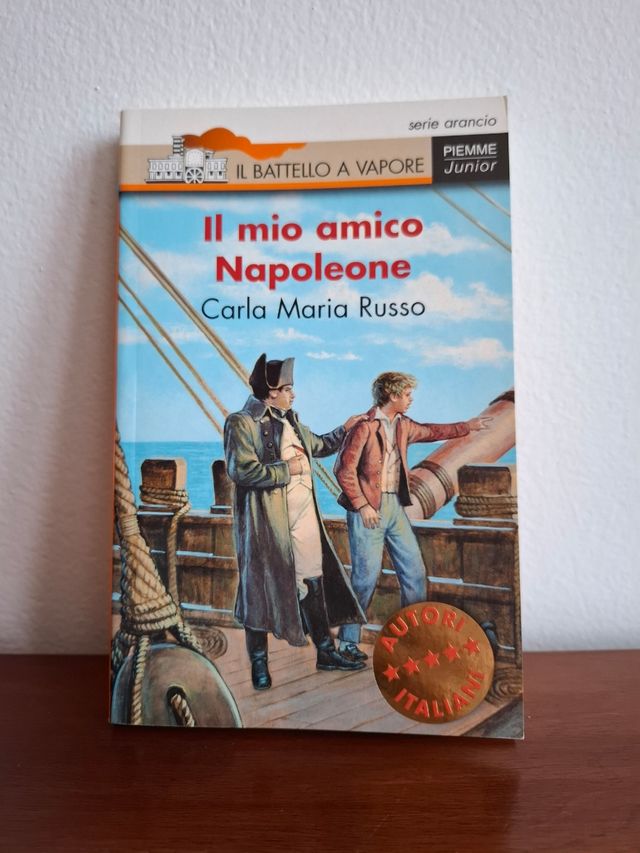 serie arancio
IL BATTELLO A VAPORE
PIEMME
Junior
Il mio amico
Napoleone
Carla Maria Russo
AUTORI
ITALIANI